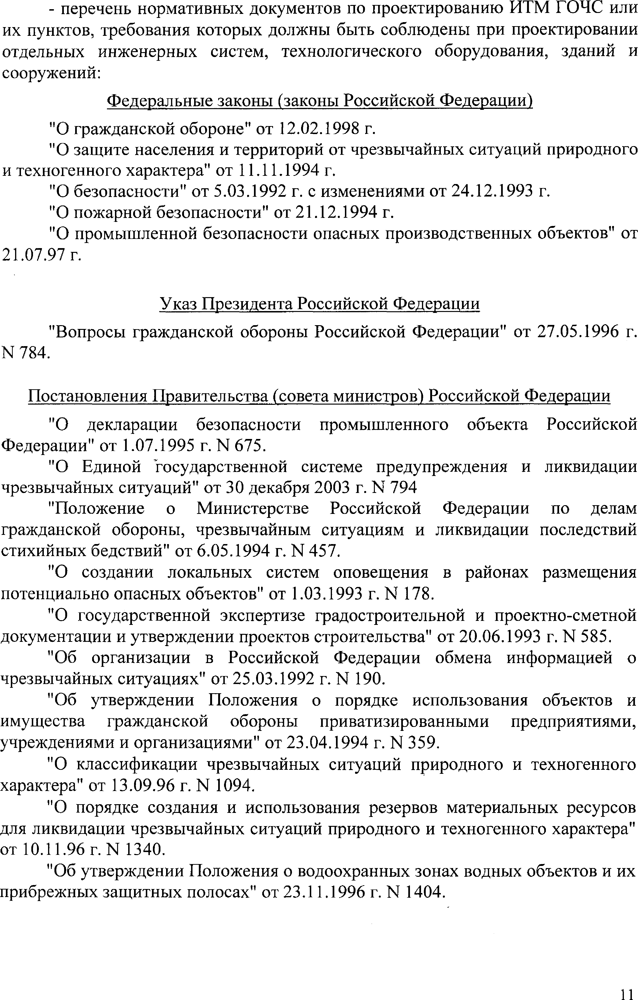 - перечень нормативных документов по проектированию ИТМ ГОЧС или
их пунктов, требования которых должны быть соблюдены при проектировании
отдельных инженерных систем, технологического оборудования, зданий и
сооружений:
Федеральные законы (законы Российской Федерации)
"О гражданской обороне" от 12.02.1998 г.
"О защите населения и территорий от чрезвычайных ситуаций природного
и техногенного характера" от 11.11.1994 г.
"О безопасности" от 5.03.1992 г. с изменениями от 24.12.1993 г.
"О пожарной безопасности" от 21.12.1994 г.
"О промышленной безопасности опасных производственных объектов" от
21.07.97 г.
Указ Президента Российской Федерации
"Вопросы гражданской обороны Российской Федерации" от 27.05.1996 г.
N 784.
Постановления Правительства (совета министров) Российской Федерации
"О декларации безопасности промышленного объекта Российской
Федерации" от 1.07.1995 г. N 675.
"О Единой государственной системе предупреждения и ликвидации
чрезвычайных ситуаций" от 30 декабря 2003 г. N 794
"Положение о Министерстве Российской Федерации по делам
гражданской обороны, чрезвычайным ситуациям и ликвидации последствий
стихийных бедствий" от 6.05.1994 г. N 457.
"О создании локальных систем оповещения в районах размещения
потенциально опасных объектов" от 1.03.1993 г. N 178.
"О государственной экспертизе градостроительной и проектно-сметной
документации и утверждении проектов строительства" от 20.06.1993 г. N 585.
"Об организации в Российской Федерации обмена информацией о
чрезвычайных ситуациях" от 25.03.1992 г. N 190.
"Об утверждении Положения о порядке использования объектов и
имущества гражданской обороны приватизированными предприятиями,
учреждениями и организациями" от 23.04.1994 г. N 359.
"О классификации чрезвычайных ситуаций природного и техногенного
характера" от 13.09.96 г. N 1094.
"О порядке создания и использования резервов материальных ресурсов
для ликвидации чрезвычайных ситуаций природного и техногенного характера"
от 10.11.96 г. N 1340.
"Об утверждении Положения о водоохранных зонах водных объектов и их
прибрежных защитных полосах" от 23.11.1996 г. N 1404.
11